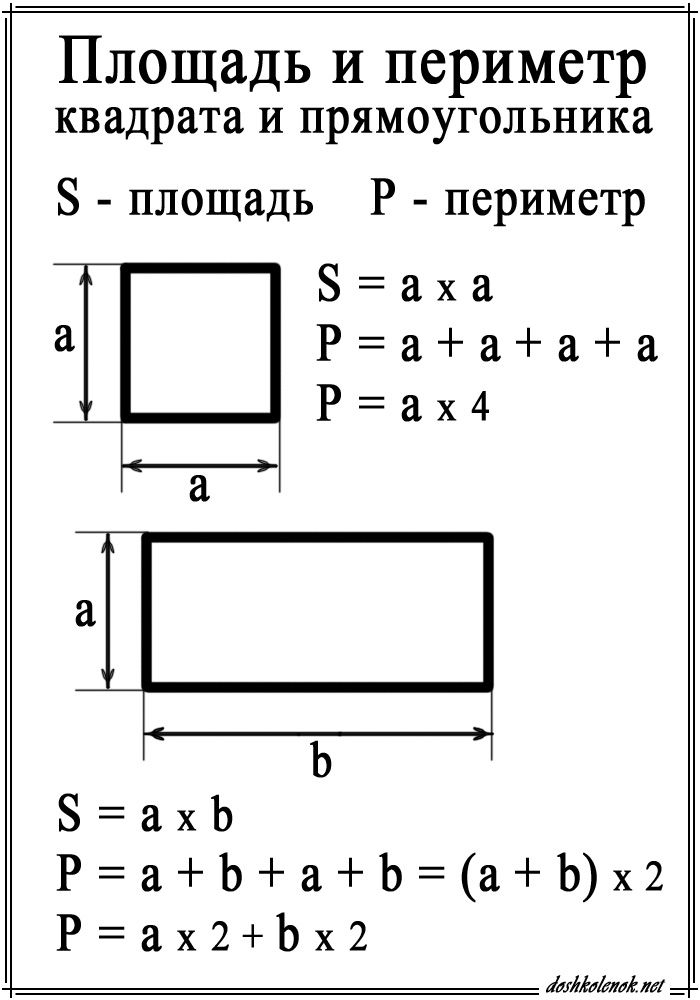 Площадь и периметр
квадрата и прямоугольника
S - площадь P - периметр
a
S = a x a
P = a + a + a + a
P = a x 4
a
a
b
S = a x b
P = a + b + a + b = (a + b) x 2
P = a x 2 + b x 2
doshkolenok.net